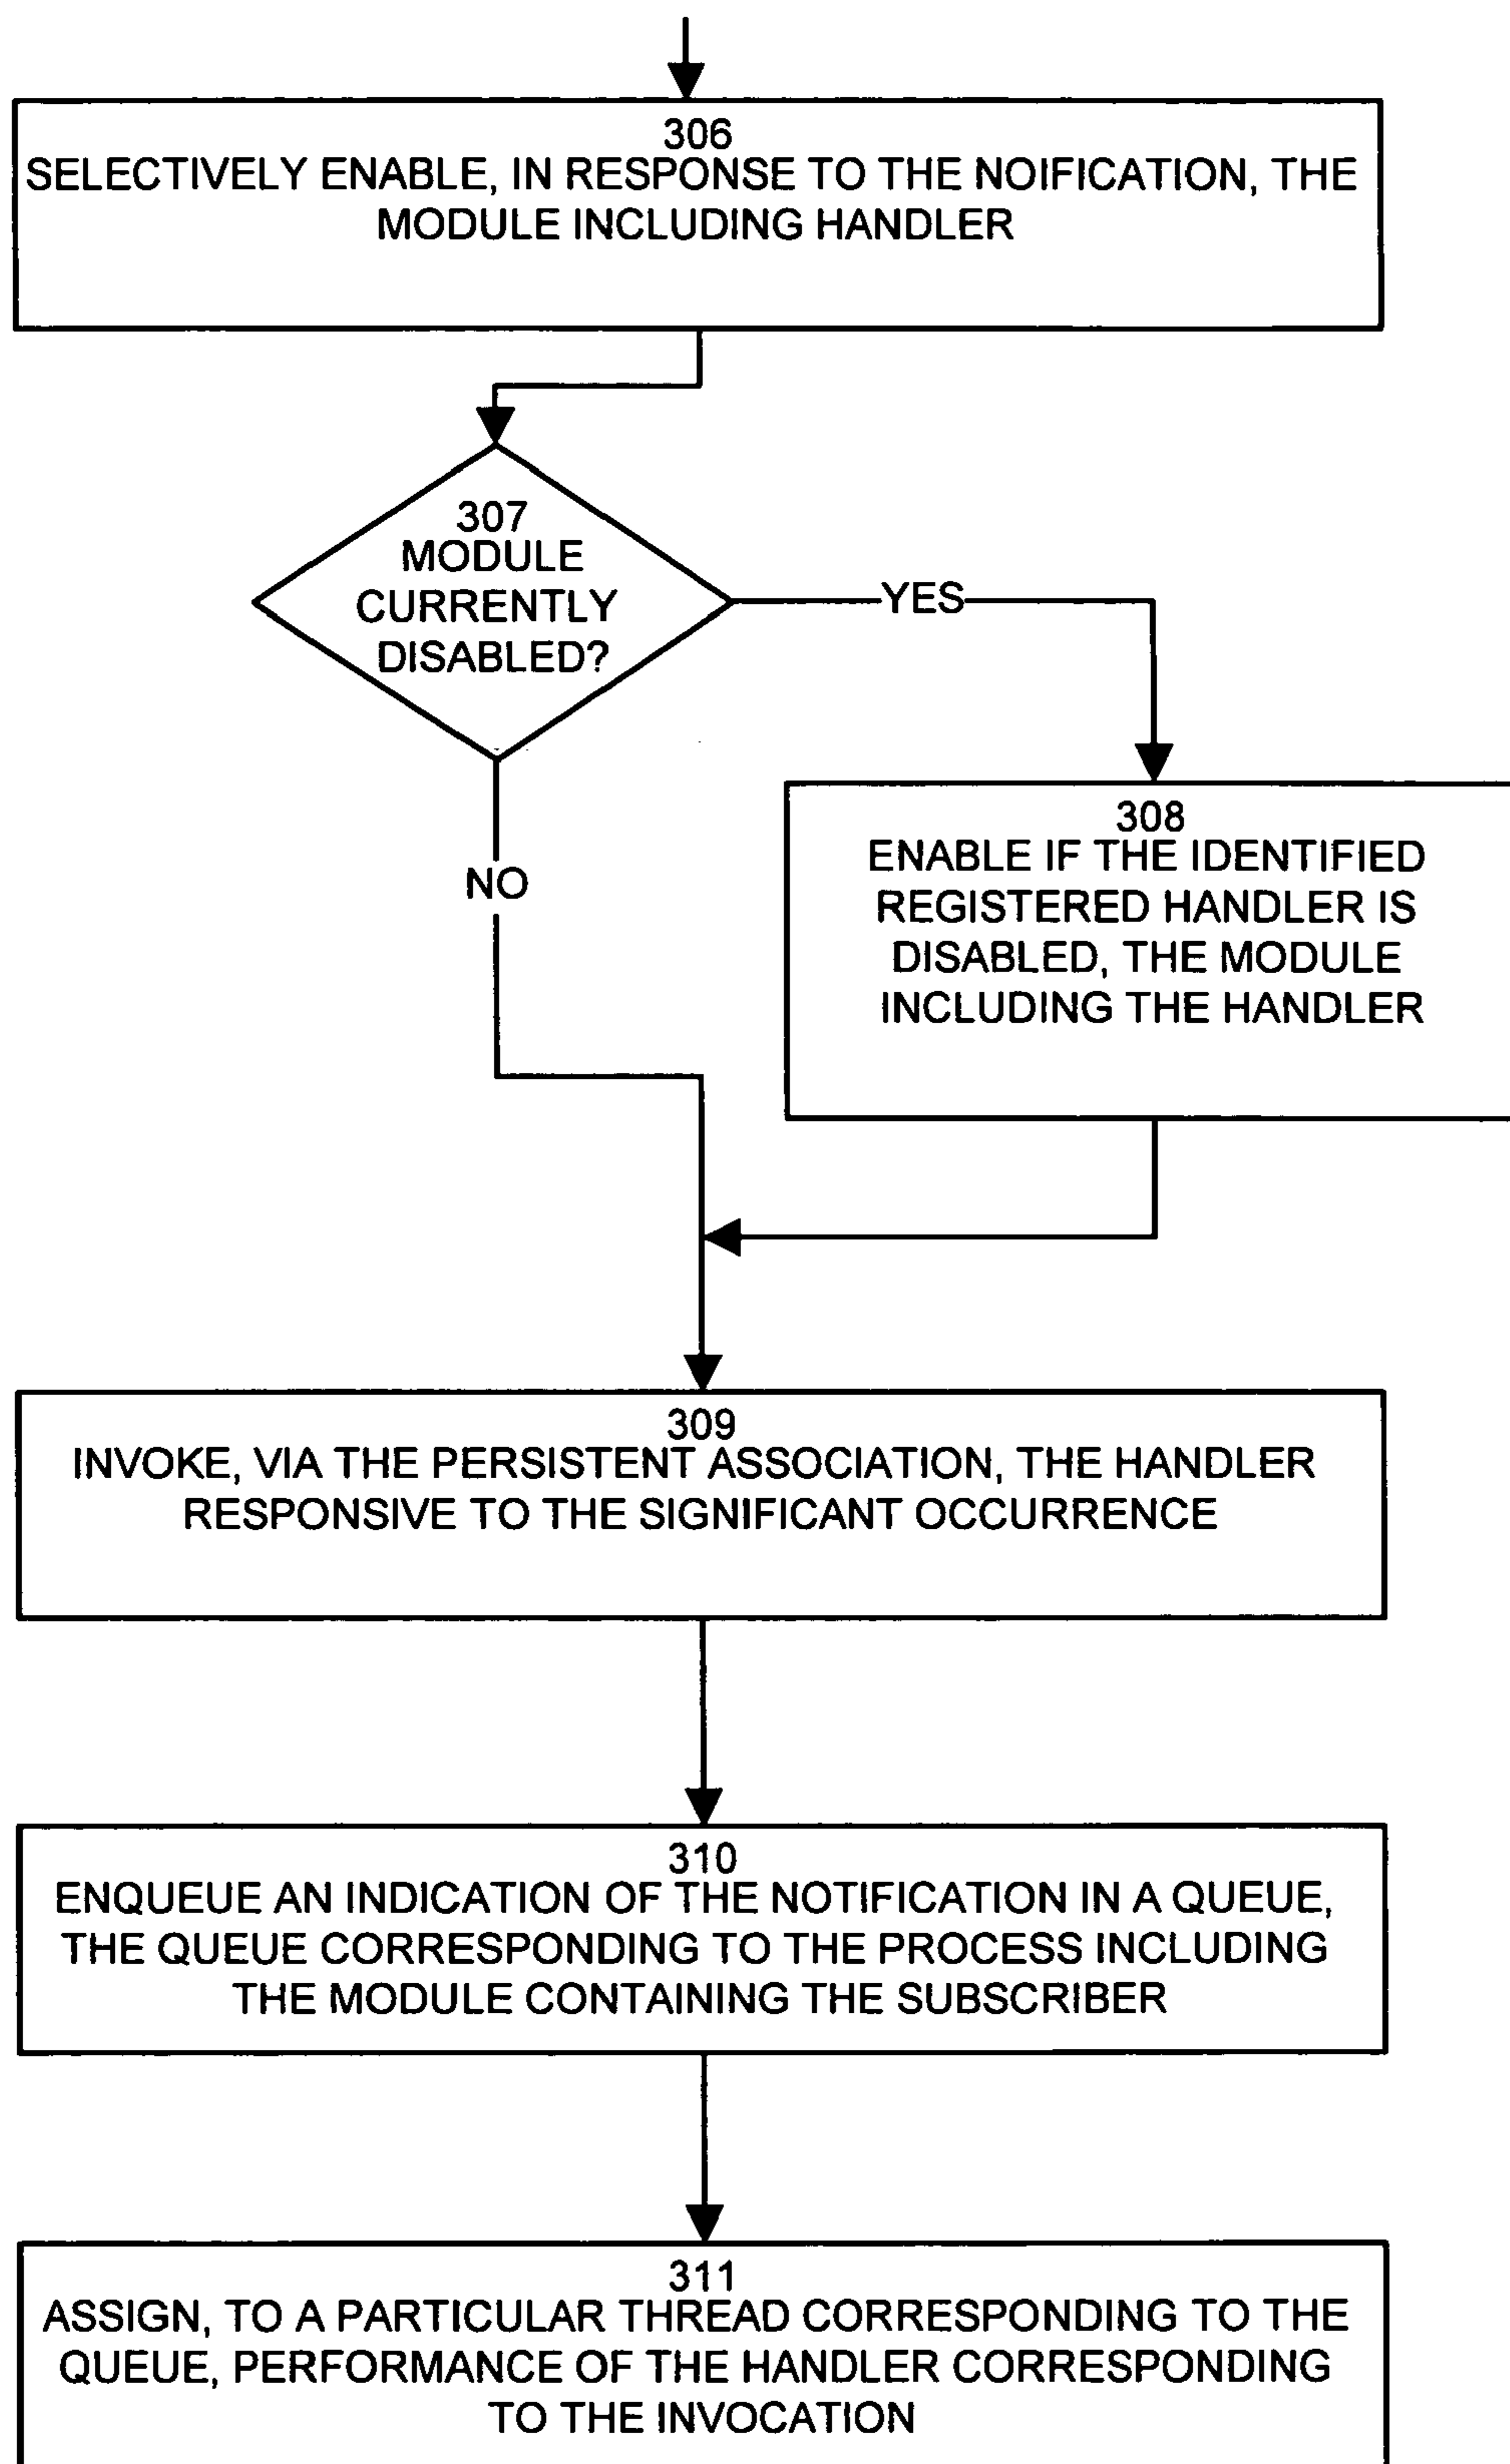 306
SELECTIVELY ENABLE, IN RESPONSE TO THE NOIFICATION, THE
MODULE INCLUDING HANDLER
307
MODULE
CURRENTLY
DISABLED?
YES
308
ENABLE IF THE IDENTIFIED
REGISTERED HANDLER IS
DISABLED, THE MODULE
INCLUDING THE HANDLER
NO
309
INVOKE, VIA THE PERSISTENT ASSOCIATION, THE HANDLER
RESPONSIVE TO THE SIGNIFICANT OCCURRENCE
310
ENQUEUE AN INDICATION OF THE NOTIFICATION IN A QUEUE,
THE QUEUE CORRESPONDING TO THE PROCESS INCLUDING
THE MODULE CONTAINING THE SUBSCRIBER
311
ASSIGN, TO A PARTICULAR THREAD CORRESPONDING TO THE
QUEUE, PERFORMANCE OF THE HANDLER CORRESPONDING
TO THE INVOCATION